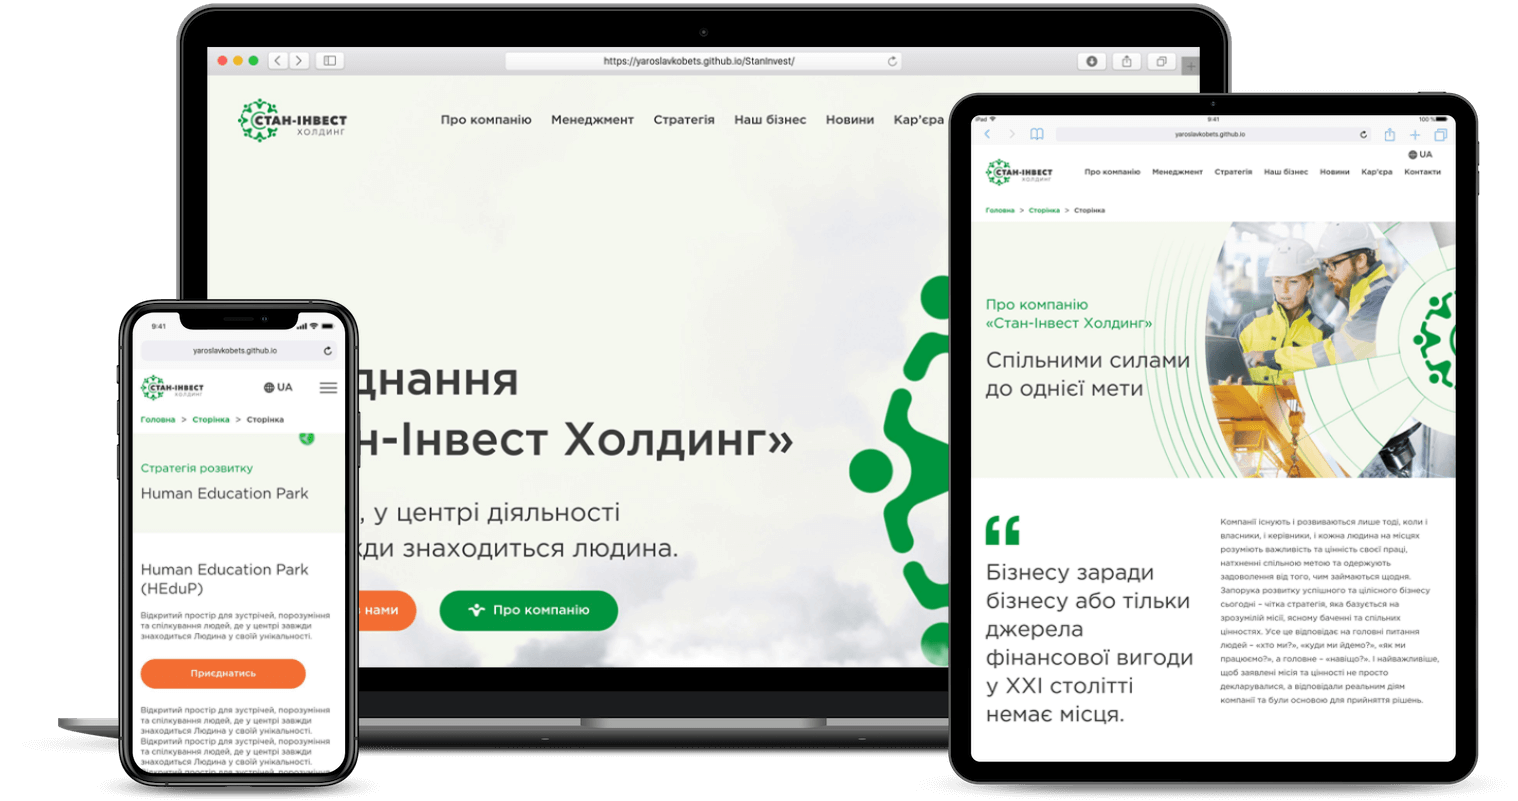 https://yaroslavkobets.github.io/StanInvest/
СТАН-ІНВЕСТ
ХОЛДИНГ
Про компанію Менеджмент Стратегія Наш бізнес Новини Кар'єра
н-Інвест Холдинг»
, у центрі діяльності
знаходиться людина.
нами
Про компанію
9:41
yaroslavkobets.github.io
СТАН-ІНВЕСТ
ХОЛДИНГ
UA
Головна > Сторінка > Сторінка
Стратегія розвитку
Human Education Park
Human Education Park
(HEduP)
Відкритий простір для зустрічей, порозуміння
та спілкування людей, де у центрі завжди
знаходиться Людина у своїй унікальності.
Приєднатись
Відкритий простір для зустрічей, порозуміння
та спілкування людей, де у центрі завжди
знаходиться Людина у своїй унікальності.
Відкритий простір для зустрічей, порозуміння
та спілкування людей, де у центрі завжди
знаходиться Людина у своїй унікальності.
Відкритий простір для зустрічей, порозуміння
iPad 9:41 100 %
yaroslavkobets.github.io
UA
СТАН-ІНВЕСТ
ХОЛДИНГ
Про компанію Менеджмент Стратегія Наш бізнес Новини Кар'єра Контакти
Головна > Сторінка > Сторінка
Про компанію
«Стан-Інвест Холдинг»
Спільними силами
до однієї мети
Бізнесу заради
бізнесу або тільки
джерела
фінансової вигоди
у ХХІ столітті
немає місця.
Компанії існують і розвиваються лише тоді, коли і
власники, і керівники, і кожна людина на місцях
розуміють важливість та цінність своєї праці,
натхненні спільною метою та одержують
задоволення від того, чим займаються щодня.
Запорука розвитку успішного та цілісного бізнесу
сьогодні – чітка стратегія, яка базується на
зрозумілій місії, ясному баченні та спільних
цінностях. Усе це відповідає на головні питання
людей – «хто ми?», «куди ми йдемо?», «як ми
працюємо?», а головне – «навіщо?». І найважливіше,
щоб заявлені місія та цінності не просто
декларувалися, а відповідали реальним діям
компанії та були основою для прийняття рішень.